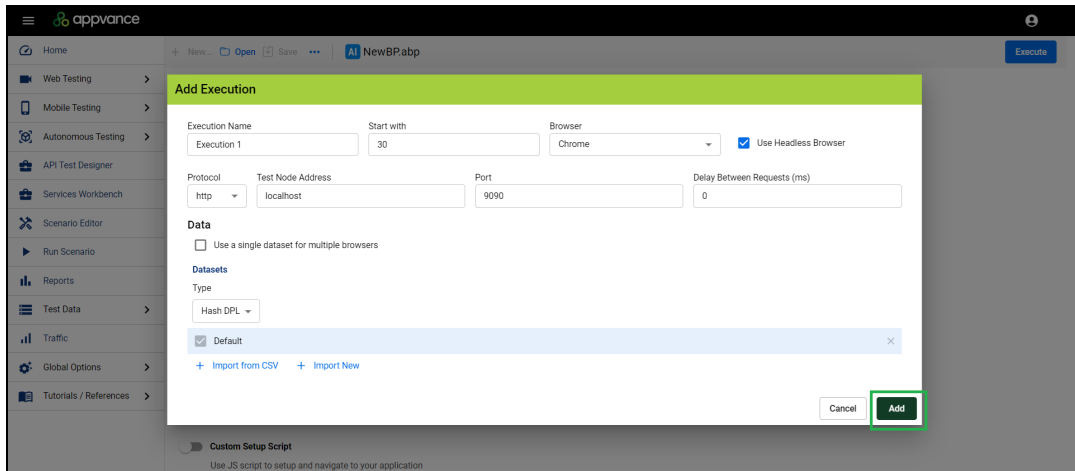 appvance
Home
Web Testing
Mobile Testing
Autonomous Testing
API Test Designer
Services Workbench
Scenario Editor
Run Scenario
Reports
Test Data
Traffic
Global Options
Tutorials / References
+ New... Open Save ••• AI NewBP.abp Execute
Add Execution
Execution Name Start with Browser
Execution 1 30 Chrome Use Headless Browser
Protocol Test Node Address Port Delay Between Requests (ms)
http localhost 9090 0
Data
Use a single dataset for multiple browsers
Datasets
Type
Hash DPL
Default
+ Import from CSV + Import New
Cancel Add
Custom Setup Script
Use JS script to setup and navigate to your application